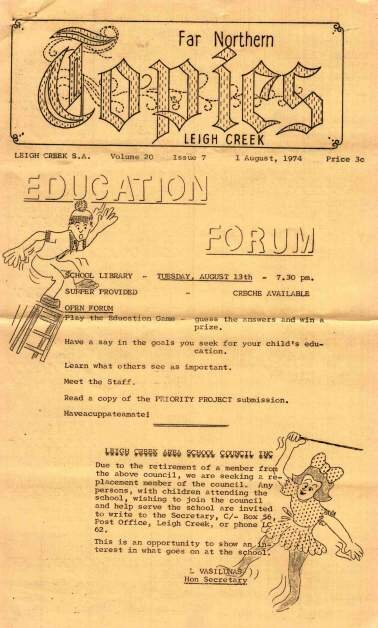 Far Northern
Topics
LEIGH CREEK
LEIGH CREEK S.A. Volume 20 Issue 7 1 August, 1974 Price 3c
EDUCATION
FORUM
SCHOOL LIBRARY - TUESDAY, AUGUST 13th - 7.30 pm.
SUPPER PROVIDED - CRECHE AVAILABLE
OPEN FORUM
Play the Education Game - guess the answers and win a
prize.
Have a say in the goals you seek for your child's edu-
cation.
Learn what others see as important.
Meet the Staff.
Read a copy of the PRIORITY PROJECT submission.
Haveacuppateamate!
LEIGH CREEK AREA SCHOOL COUNCIL INC
Due to the retirement of a member from
the above council, we are seeking a re-
placement member of the council. Any
persons, with children attending the
school, wishing to join the council
and help serve the school are invited
to write to the Secretary, C/- Box 56,
Post Office, Leigh Creek, or phone LC
62.
This is an opportunity to show an in-
terest in what goes on at the school.
L VASILUNAS
Hon Secretary